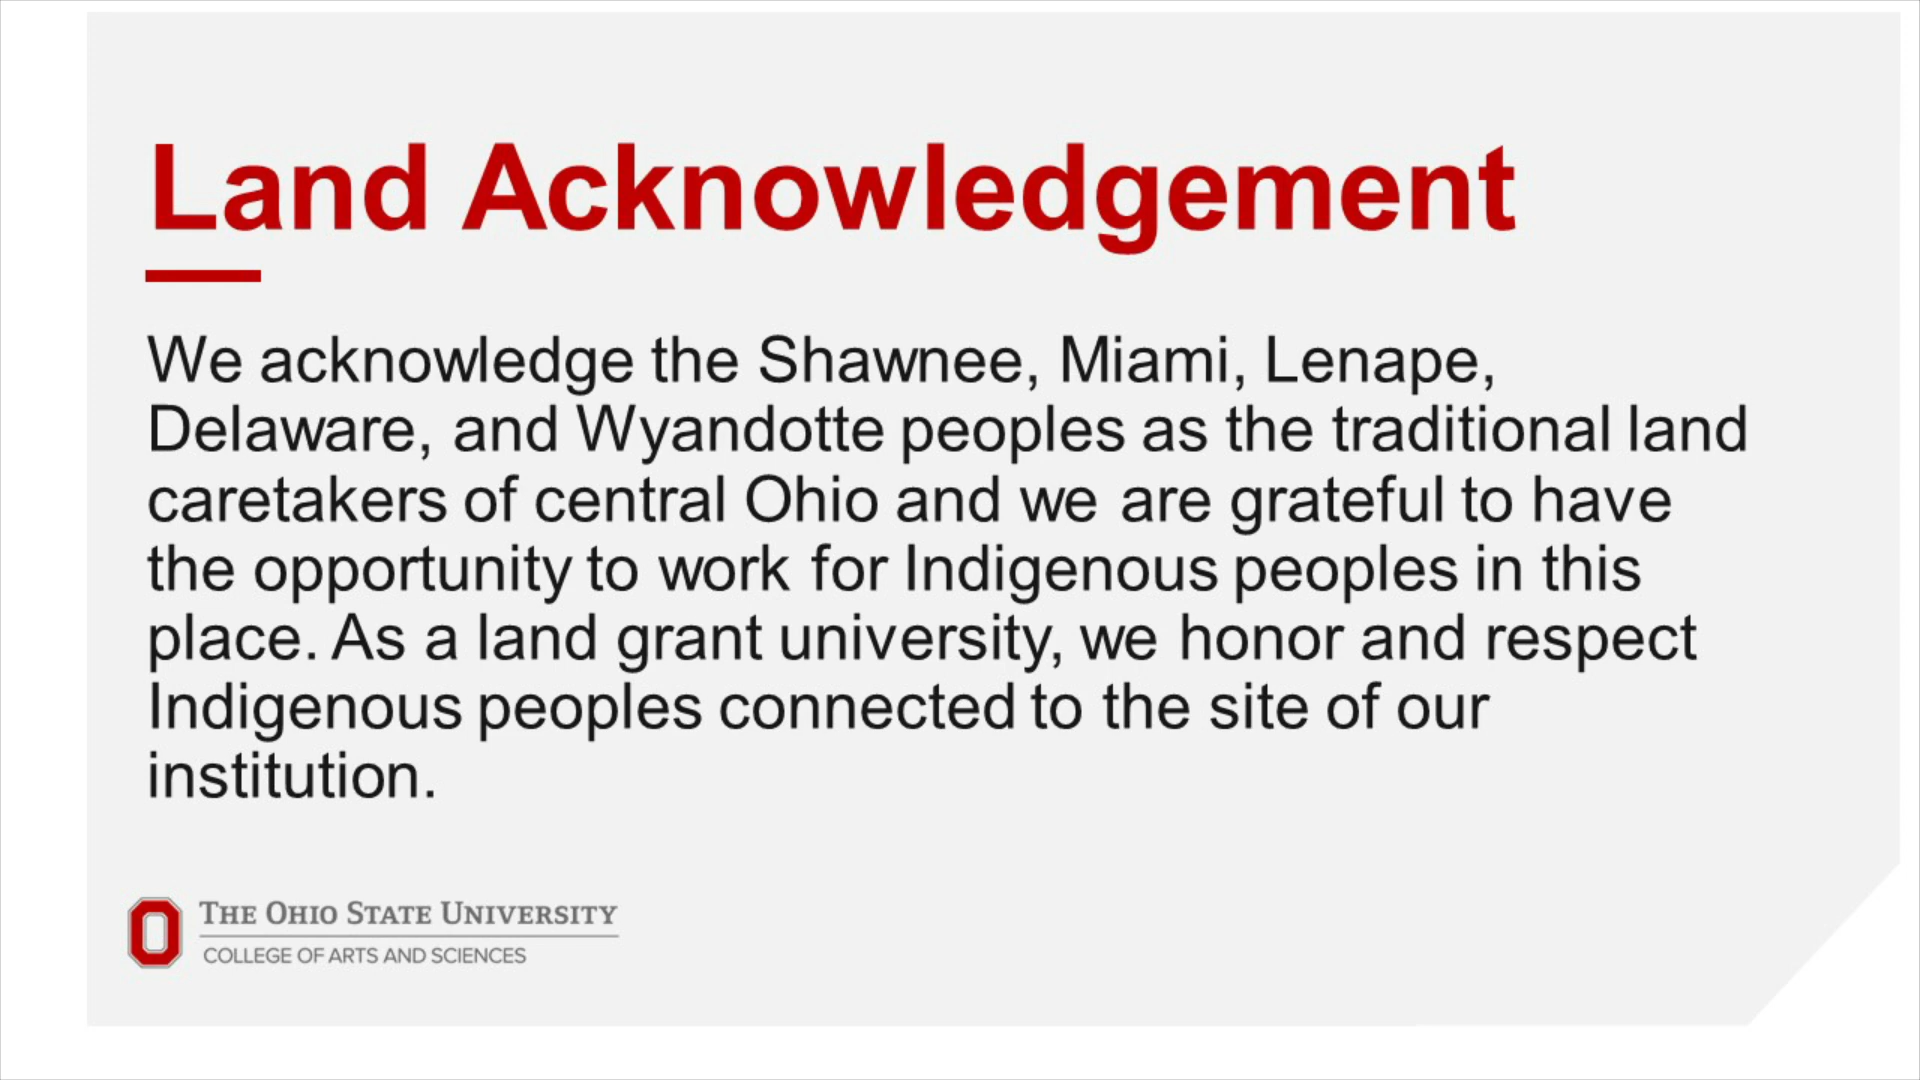 Land Acknowledgement
We acknowledge the Shawnee, Miami, Lenape,
Delaware, and Wyandotte peoples as the traditional land
caretakers of central Ohio and we are grateful to have
the opportunity to work for Indigenous peoples in this
place. As a land grant university, we honor and respect
Indigenous peoples connected to the site of our
institution.
THE OHIO STATE UNIVERSITY
COLLEGE OF ARTS AND SCIENCES